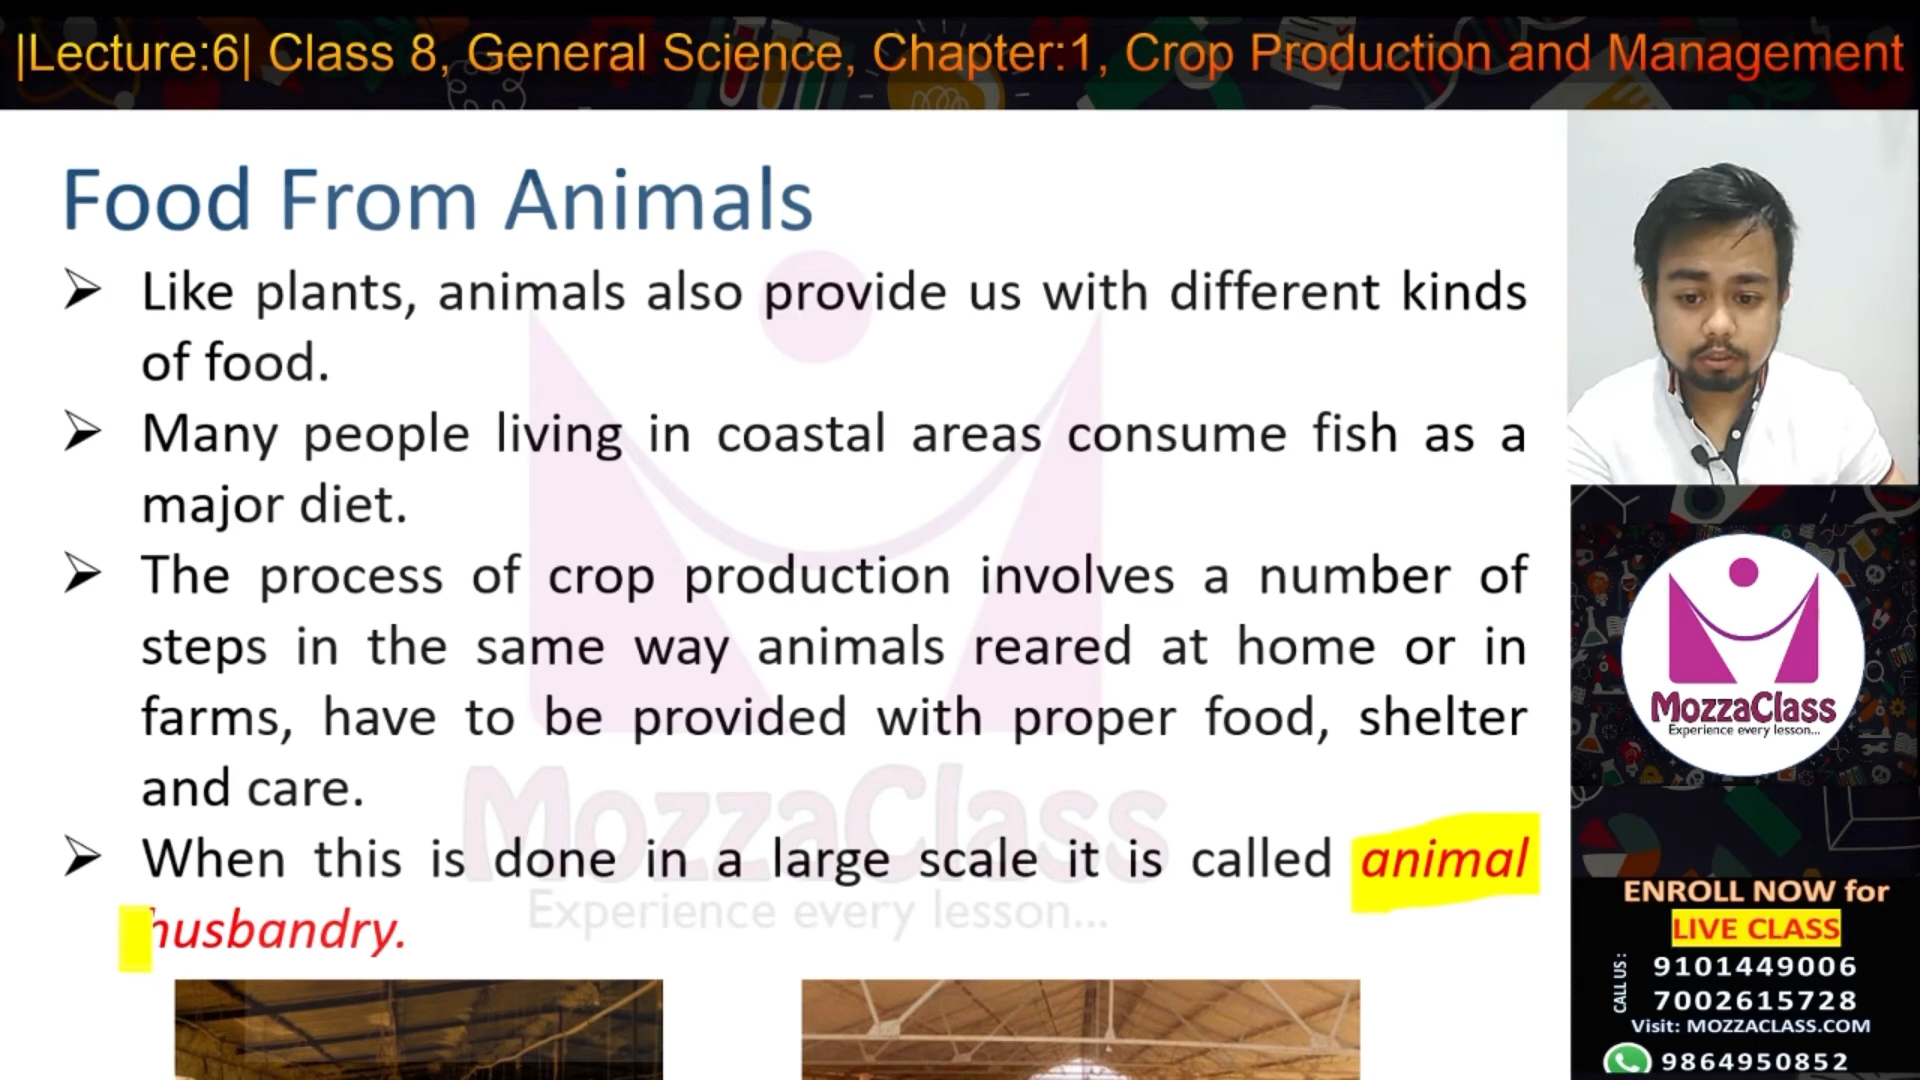 |Lecture:6| Class 8, General Science, Chapter:1, Crop Production and Management
Food From Animals
➢ Like plants, animals also provide us with different kinds
of food.
➢ Many people living in coastal areas consume fish as a
major diet.
➢ The process of crop production involves a number of
steps in the same way animals reared at home or in
farms, have to be provided with proper food, shelter
and care.
➢ When this is done in a large scale it is called animal
husbandry.
MozzaClass
Experience every lesson...
MozzaClass
Experience every lesson...
ENROLL NOW for
LIVE CLASS
CALL US :
9101449006
7002615728
Visit: MOZZACLASS.COM
9864950852